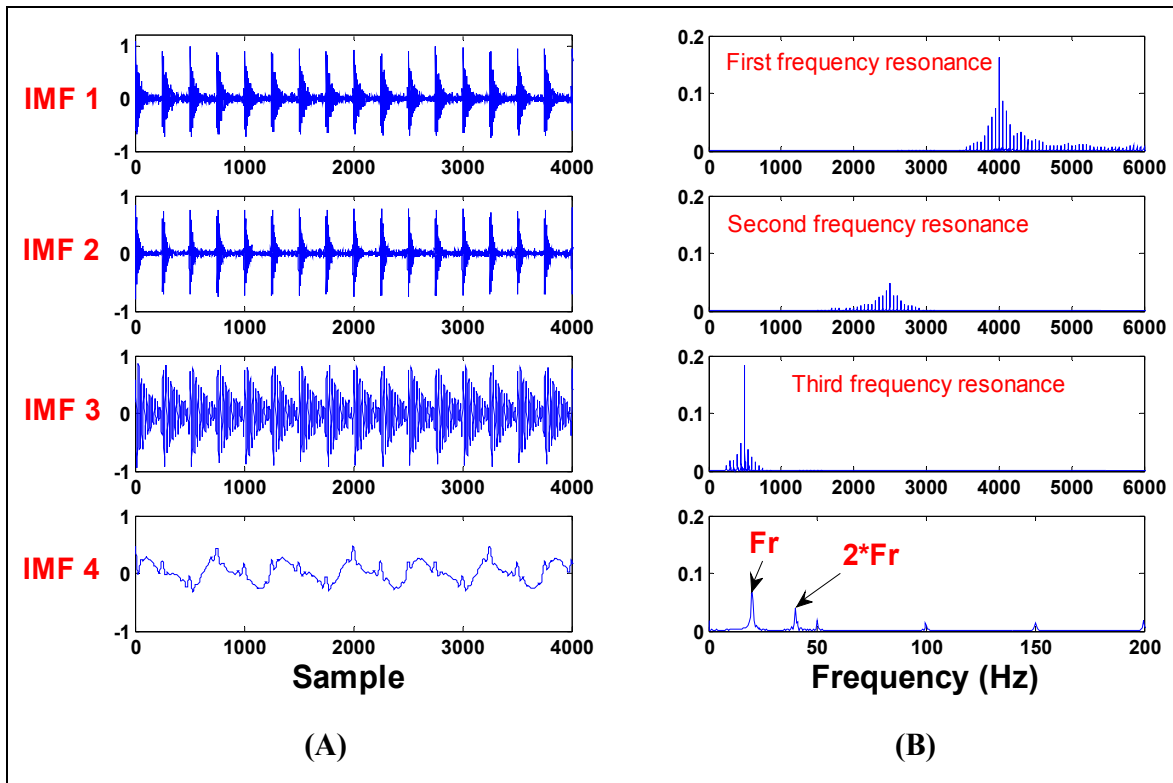 IMF 1
1
0
-1
0 1000 2000 3000 4000
First frequency resonance
0.2
0.1
0
0 1000 2000 3000 4000 5000 6000
IMF 2
1
0
-1
0 1000 2000 3000 4000
Second frequency resonance
0.2
0.1
0
0 1000 2000 3000 4000 5000 6000
IMF 3
1
0
-1
0 1000 2000 3000 4000
Third frequency resonance
0.2
0.1
0
0 1000 2000 3000 4000 5000 6000
IMF 4
1
0
-1
0 1000 2000 3000 4000
Sample
Fr
2*Fr
0.2
0.1
0
0 50 100 150 200
Frequency (Hz)
(A)
(B)